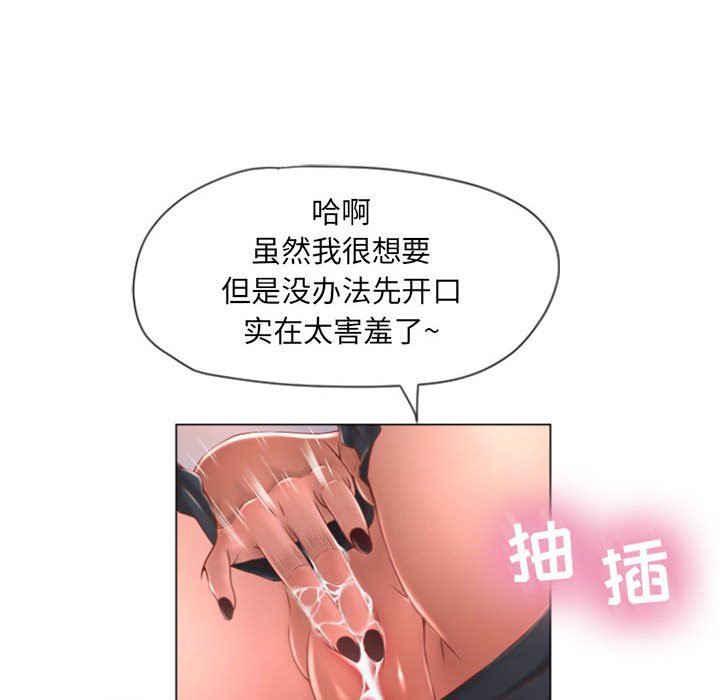 哈啊
虽然我很想要
但是没办法先开口
实在太害羞了~
抽插